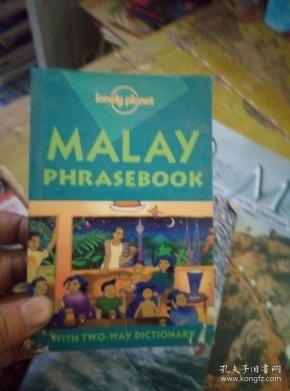 lonely planet
MALAY
PHRASEBOOK
WITH TWO-WAY DICTIONARY
孔夫子旧书网
www.kongfz.com